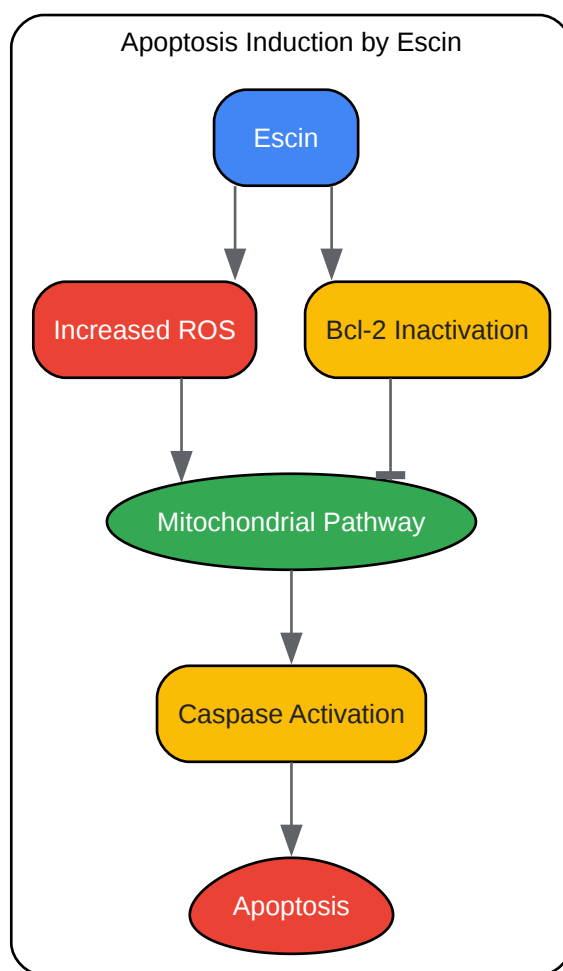 Apoptosis Induction by Escin
Escin
Increased ROS
Bcl-2 Inactivation
Mitochondrial Pathway
Caspase Activation
Apoptosis